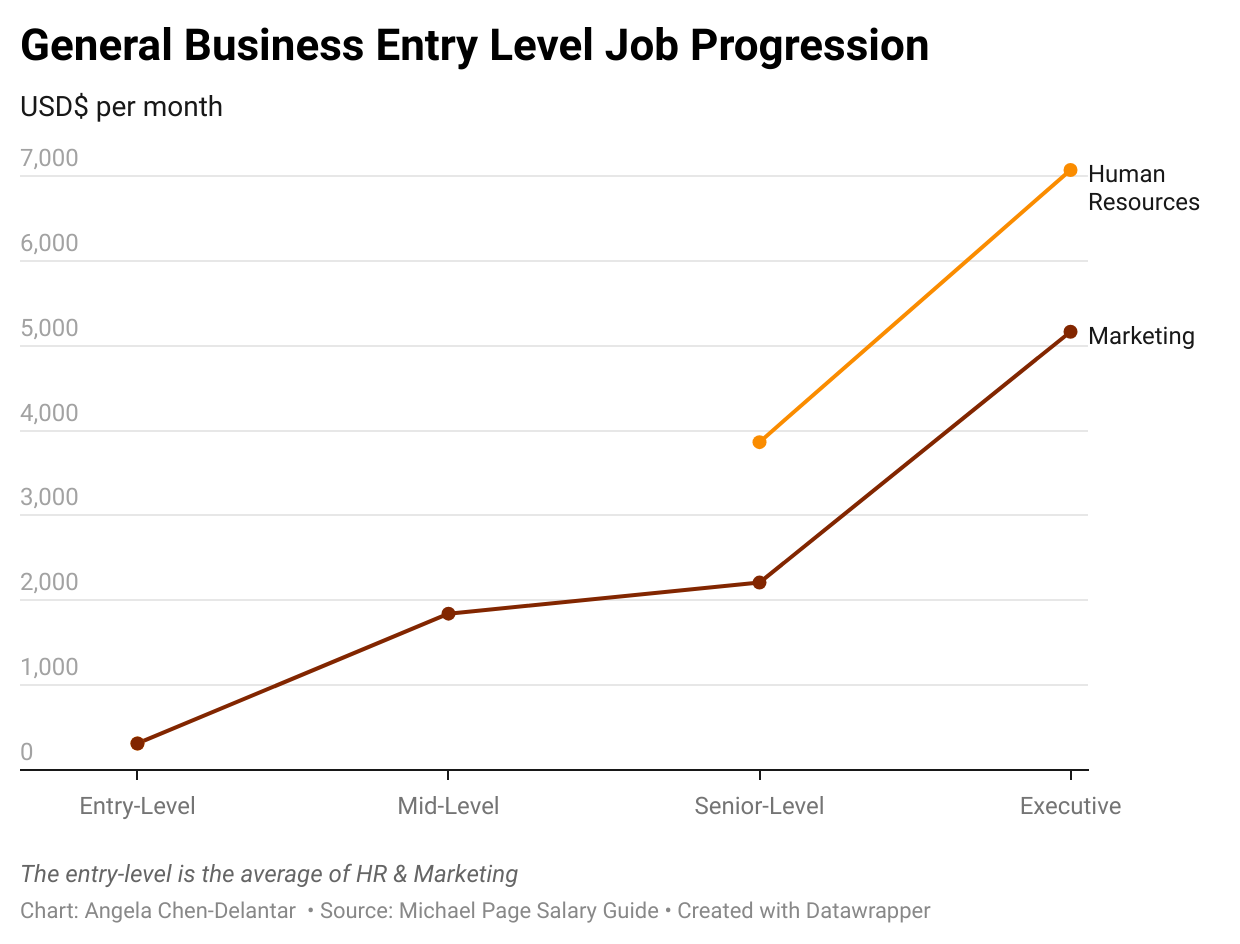 General Business Entry Level Job Progression
USD$ per month
7,000
6,000
5,000
4,000
3,000
2,000
1,000
0
Human
Resources
Marketing
Entry-Level
Mid-Level
Senior-Level
Executive
The entry-level is the average of HR & Marketing
Chart: Angela Chen-Delantar • Source: Michael Page Salary Guide • Created with Datawrapper